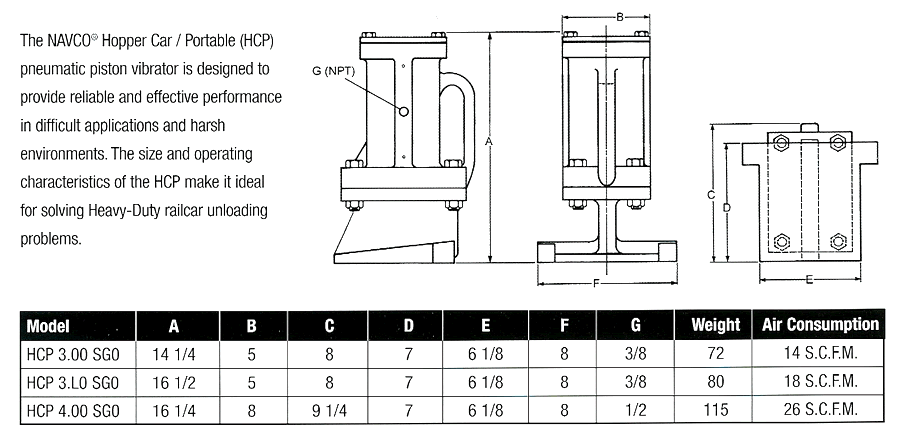 The NAVCO® Hopper Car / Portable (HCP)
pneumatic piston vibrator is designed to
provide reliable and effective performance
in difficult applications and harsh
environments. The size and operating
characteristics of the HCP make it ideal
for solving Heavy-Duty railcar unloading
problems.
G (NPT)
A
B
F
C
D
E
Model A B C D E F G Weight Air Consumption
HCP 3.00 SG0 14 1/4 5 8 7 6 1/8 8 3/8 72 14 S.C.F.M.
HCP 3.L0 SG0 16 1/2 5 8 7 6 1/8 8 3/8 80 18 S.C.F.M.
HCP 4.00 SG0 16 1/4 8 9 1/4 7 6 1/8 8 1/2 115 26 S.C.F.M.